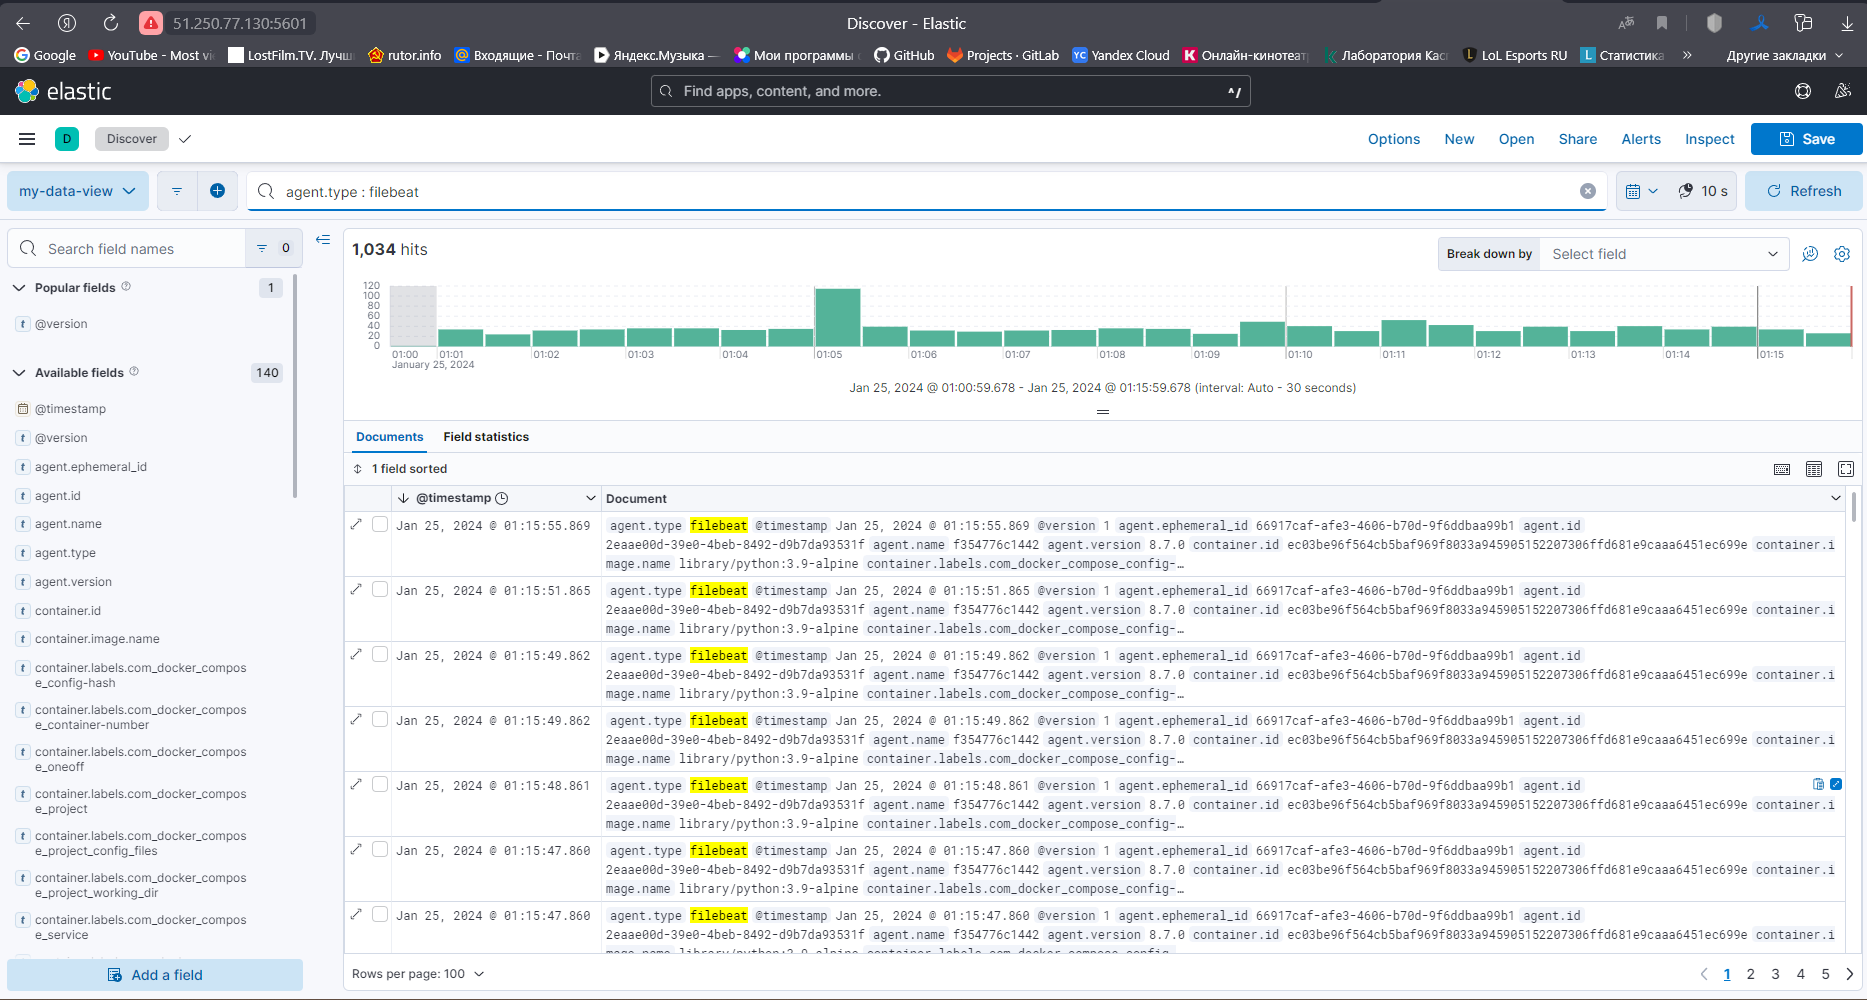 51.250.77.130:5601
Discover - Elastic
Google
YouTube - Most vi
LostFilm.TV. Лучш
rutor.info
Входящие - Почта
Яндекс.Музыка —
Мои программы
GitHub
Projects · GitLab
Yandex Cloud
Онлайн-кинотеат
Лаборатория Кас
LoL Esports RU
Статистика
»
Другие закладки
elastic
Find apps, content, and more.
^/
D
Discover
Options
New
Open
Share
Alerts
Inspect
Save
my-data-view
agent.type : filebeat
10 s
Refresh
Search field names
0
Popular fields
1
@version
Available fields
140
@timestamp
@version
agent.ephemeral_id
agent.id
agent.name
agent.type
agent.version
container.id
container.image.name
container.labels.com_docker_compos
e_config-hash
container.labels.com_docker_compos
e_container-number
container.labels.com_docker_compos
e_oneoff
container.labels.com_docker_compos
e_project
container.labels.com_docker_compos
e_project_config_files
container.labels.com_docker_compos
e_project_working_dir
container.labels.com_docker_compos
e_service
Add a field
1,034 hits
Break down by
Select field
120
100
80
60
40
20
0
01:00 01:01 01:02 01:03 01:04 01:05 01:06 01:07 01:08 01:09 01:10 01:11 01:12 01:13 01:14 01:15
January 25, 2024
Jan 25, 2024 @ 01:00:59.678 - Jan 25, 2024 @ 01:15:59.678 (interval: Auto - 30 seconds)
Documents
Field statistics
1 field sorted
@timestamp
Document
Jan 25, 2024 @ 01:15:55.869
agent.type filebeat @timestamp Jan 25, 2024 @ 01:15:55.869 @version 1 agent.ephemeral_id 66917caf-afe3-4606-b70d-9f6ddbaa99b1 agent.id
2eaae00d-39e0-4beb-8492-d9b7da93531f agent.name f354776c1442 agent.version 8.7.0 container.id ec03be96f564cb5baf969f8033a945905152207306ffd681e9caaa6451ec699e container.i
mage.name library/python:3.9-alpine container.labels.com_docker_compose_config-…
Jan 25, 2024 @ 01:15:51.865
agent.type filebeat @timestamp Jan 25, 2024 @ 01:15:51.865 @version 1 agent.ephemeral_id 66917caf-afe3-4606-b70d-9f6ddbaa99b1 agent.id
2eaae00d-39e0-4beb-8492-d9b7da93531f agent.name f354776c1442 agent.version 8.7.0 container.id ec03be96f564cb5baf969f8033a945905152207306ffd681e9caaa6451ec699e container.i
mage.name library/python:3.9-alpine container.labels.com_docker_compose_config-…
Jan 25, 2024 @ 01:15:49.862
agent.type filebeat @timestamp Jan 25, 2024 @ 01:15:49.862 @version 1 agent.ephemeral_id 66917caf-afe3-4606-b70d-9f6ddbaa99b1 agent.id
2eaae00d-39e0-4beb-8492-d9b7da93531f agent.name f354776c1442 agent.version 8.7.0 container.id ec03be96f564cb5baf969f8033a945905152207306ffd681e9caaa6451ec699e container.i
mage.name library/python:3.9-alpine container.labels.com_docker_compose_config-…
Jan 25, 2024 @ 01:15:49.862
agent.type filebeat @timestamp Jan 25, 2024 @ 01:15:49.862 @version 1 agent.ephemeral_id 66917caf-afe3-4606-b70d-9f6ddbaa99b1 agent.id
2eaae00d-39e0-4beb-8492-d9b7da93531f agent.name f354776c1442 agent.version 8.7.0 container.id ec03be96f564cb5baf969f8033a945905152207306ffd681e9caaa6451ec699e container.i
mage.name library/python:3.9-alpine container.labels.com_docker_compose_config-…
Jan 25, 2024 @ 01:15:48.861
agent.type filebeat @timestamp Jan 25, 2024 @ 01:15:48.861 @version 1 agent.ephemeral_id 66917caf-afe3-4606-b70d-9f6ddbaa99b1 agent.id
2eaae00d-39e0-4beb-8492-d9b7da93531f agent.name f354776c1442 agent.version 8.7.0 container.id ec03be96f564cb5baf969f8033a945905152207306ffd681e9caaa6451ec699e container.i
mage.name library/python:3.9-alpine container.labels.com_docker_compose_config-…
Jan 25, 2024 @ 01:15:47.860
agent.type filebeat @timestamp Jan 25, 2024 @ 01:15:47.860 @version 1 agent.ephemeral_id 66917caf-afe3-4606-b70d-9f6ddbaa99b1 agent.id
2eaae00d-39e0-4beb-8492-d9b7da93531f agent.name f354776c1442 agent.version 8.7.0 container.id ec03be96f564cb5baf969f8033a945905152207306ffd681e9caaa6451ec699e container.i
mage.name library/python:3.9-alpine container.labels.com_docker_compose_config-…
Jan 25, 2024 @ 01:15:47.860
agent.type filebeat @timestamp Jan 25, 2024 @ 01:15:47.860 @version 1 agent.ephemeral_id 66917caf-afe3-4606-b70d-9f6ddbaa99b1 agent.id
2eaae00d-39e0-4beb-8492-d9b7da93531f agent.name f354776c1442 agent.version 8.7.0 container.id ec03be96f564cb5baf969f8033a945905152207306ffd681e9caaa6451ec699e container.i
Rows per page: 100
1 2 3 4 5